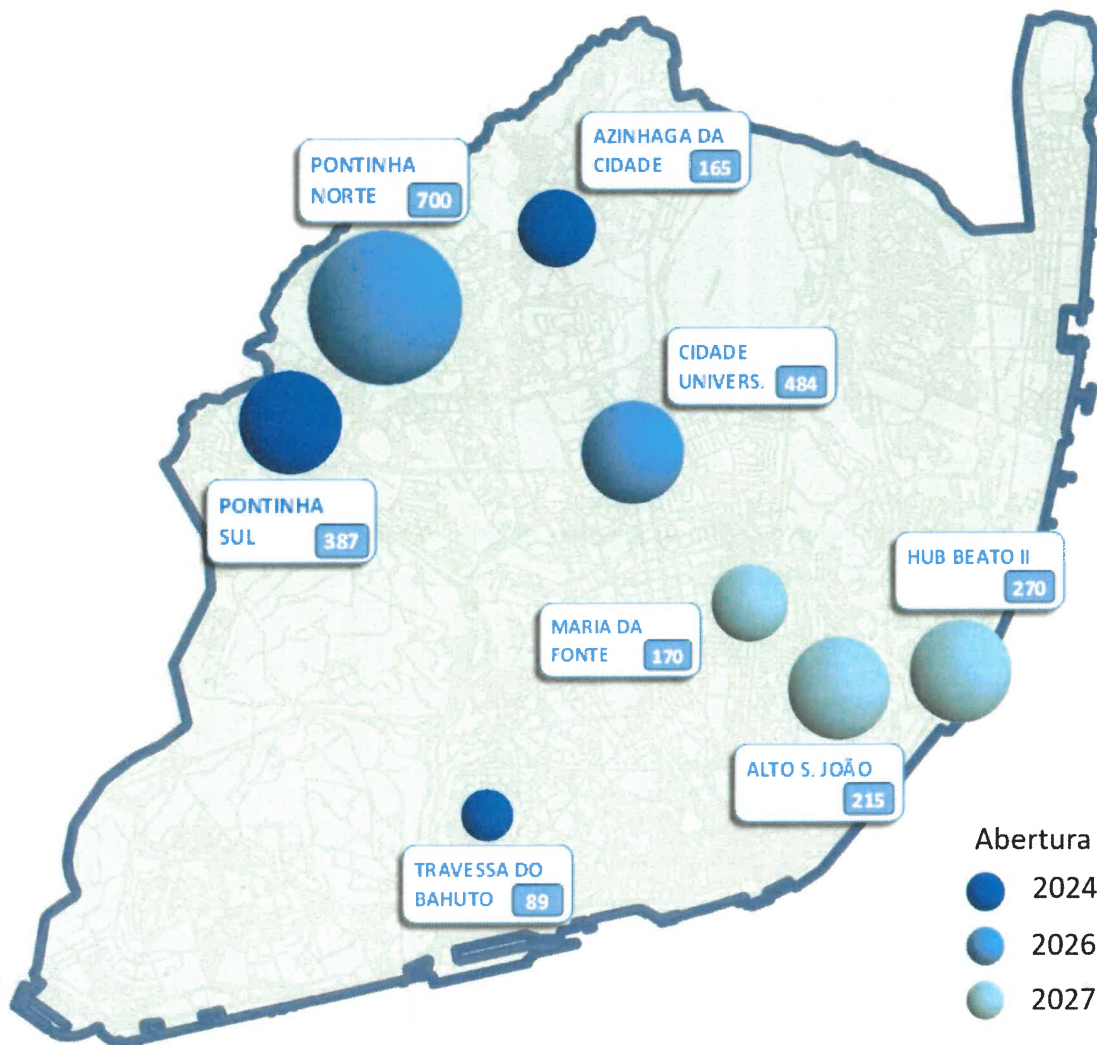 AZINHAGA DA
CIDADE 165
PONTINHA
NORTE 700
CIDADE
UNIVERS. 484
PONTINHA
SUL 387
HUB BEATO II
270
MARIA DA
FONTE 170
ALTO S. JOÃO
215
TRAVESSA DO
BAHUTO 89
Abertura
2024
2026
2027